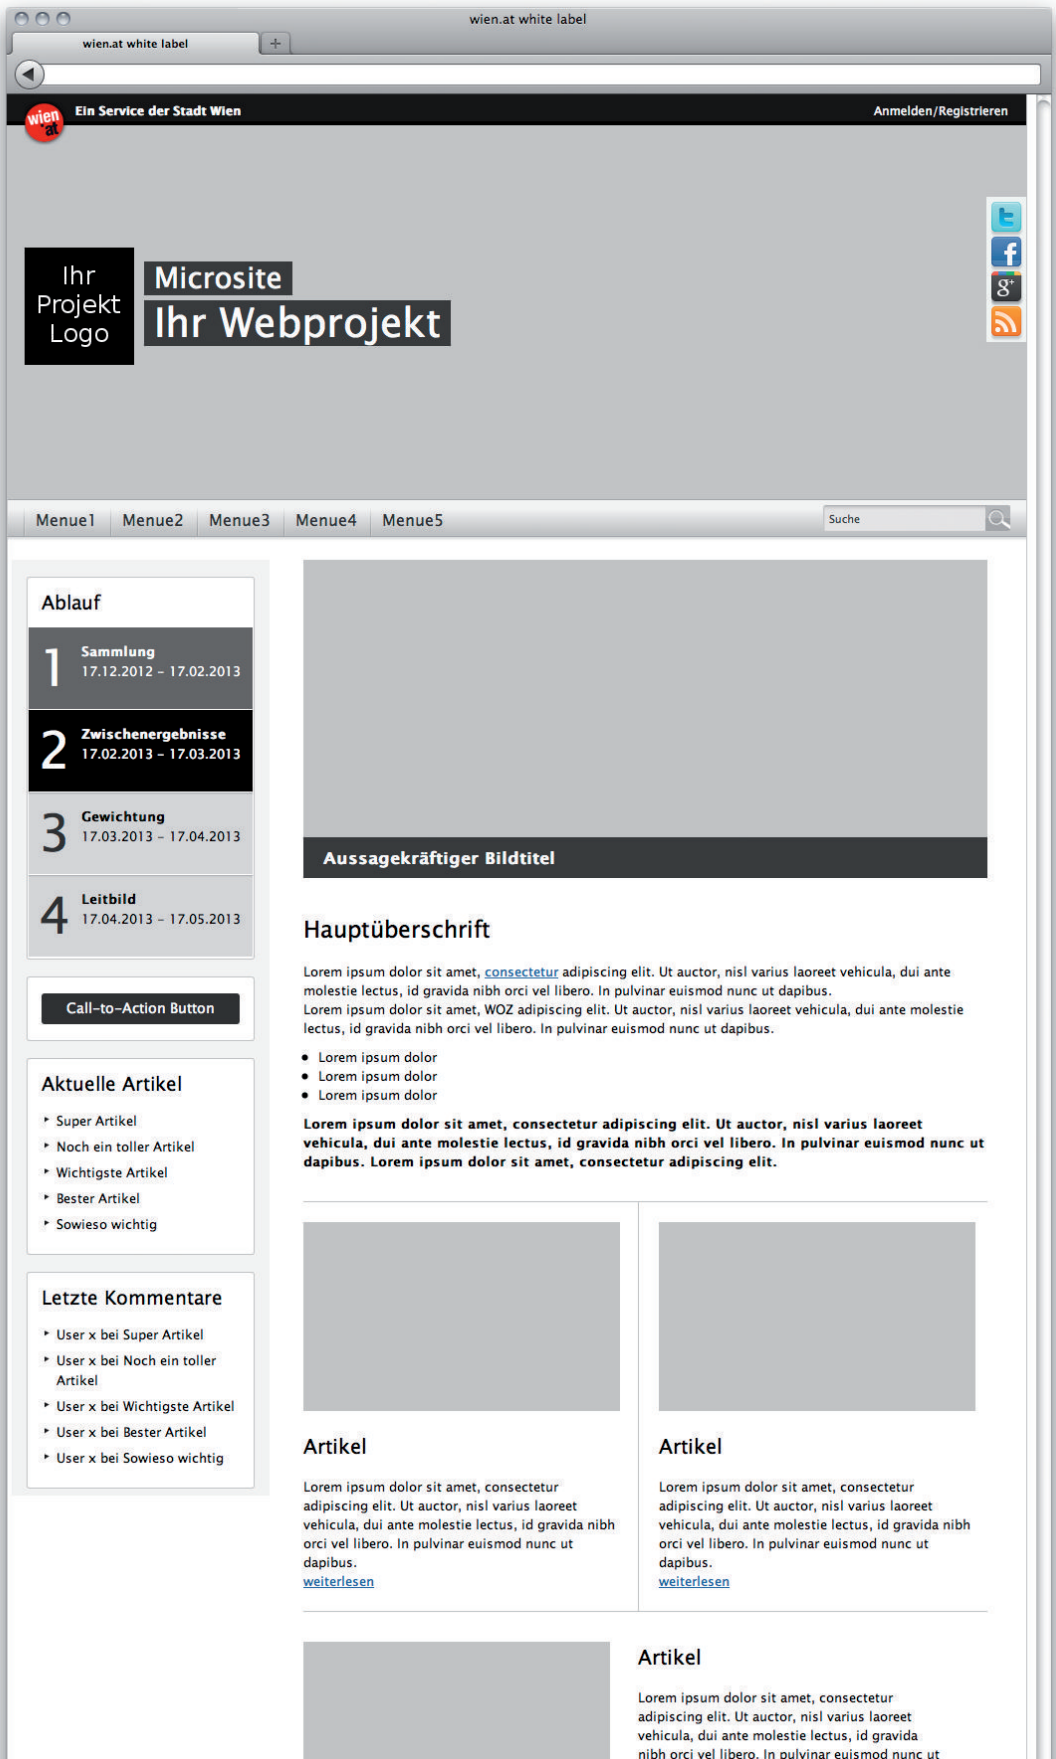 wien.at white label
wien.at white label
wien
at
Ein Service der Stadt Wien
Anmelden/Registrieren
Ihr
Projekt
Logo
Microsite
Ihr Webprojekt
Menue1 Menue2 Menue3 Menue4 Menue5
Suche
Ablauf
1 Sammlung
17.12.2012 – 17.02.2013
2 Zwischenergebnisse
17.02.2013 – 17.03.2013
3 Gewichtung
17.03.2013 – 17.04.2013
4 Leitbild
17.04.2013 – 17.05.2013
Call-to-Action Button
Aktuelle Artikel
Super Artikel
Noch ein toller Artikel
Wichtigste Artikel
Bester Artikel
Sowieso wichtig
Letzte Kommentare
User x bei Super Artikel
User x bei Noch ein toller
Artikel
User x bei Wichtigste Artikel
User x bei Bester Artikel
User x bei Sowieso wichtig
Aussagekräftiger Bildtitel
Hauptüberschrift
Lorem ipsum dolor sit amet, consectetur adipiscing elit. Ut auctor, nisl varius laoreet vehicula, dui ante
molestie lectus, id gravida nibh orci vel libero. In pulvinar euismod nunc ut dapibus.
Lorem ipsum dolor sit amet, WOZ adipiscing elit. Ut auctor, nisl varius laoreet vehicula, dui ante molestie
lectus, id gravida nibh orci vel libero. In pulvinar euismod nunc ut dapibus.
• Lorem ipsum dolor
• Lorem ipsum dolor
• Lorem ipsum dolor
Lorem ipsum dolor sit amet, consectetur adipiscing elit. Ut auctor, nisl varius laoreet
vehicula, dui ante molestie lectus, id gravida nibh orci vel libero. In pulvinar euismod nunc ut
dapibus. Lorem ipsum dolor sit amet, consectetur adipiscing elit.
Artikel
Lorem ipsum dolor sit amet, consectetur
adipiscing elit. Ut auctor, nisl varius laoreet
vehicula, dui ante molestie lectus, id gravida nibh
orci vel libero. In pulvinar euismod nunc ut
dapibus.
weiterlesen
Artikel
Lorem ipsum dolor sit amet, consectetur
adipiscing elit. Ut auctor, nisl varius laoreet
vehicula, dui ante molestie lectus, id gravida nibh
orci vel libero. In pulvinar euismod nunc ut
dapibus.
weiterlesen
Artikel
Lorem ipsum dolor sit amet, consectetur
adipiscing elit. Ut auctor, nisl varius laoreet
vehicula, dui ante molestie lectus, id gravida
nibh orci vel libero. In pulvinar euismod nunc ut